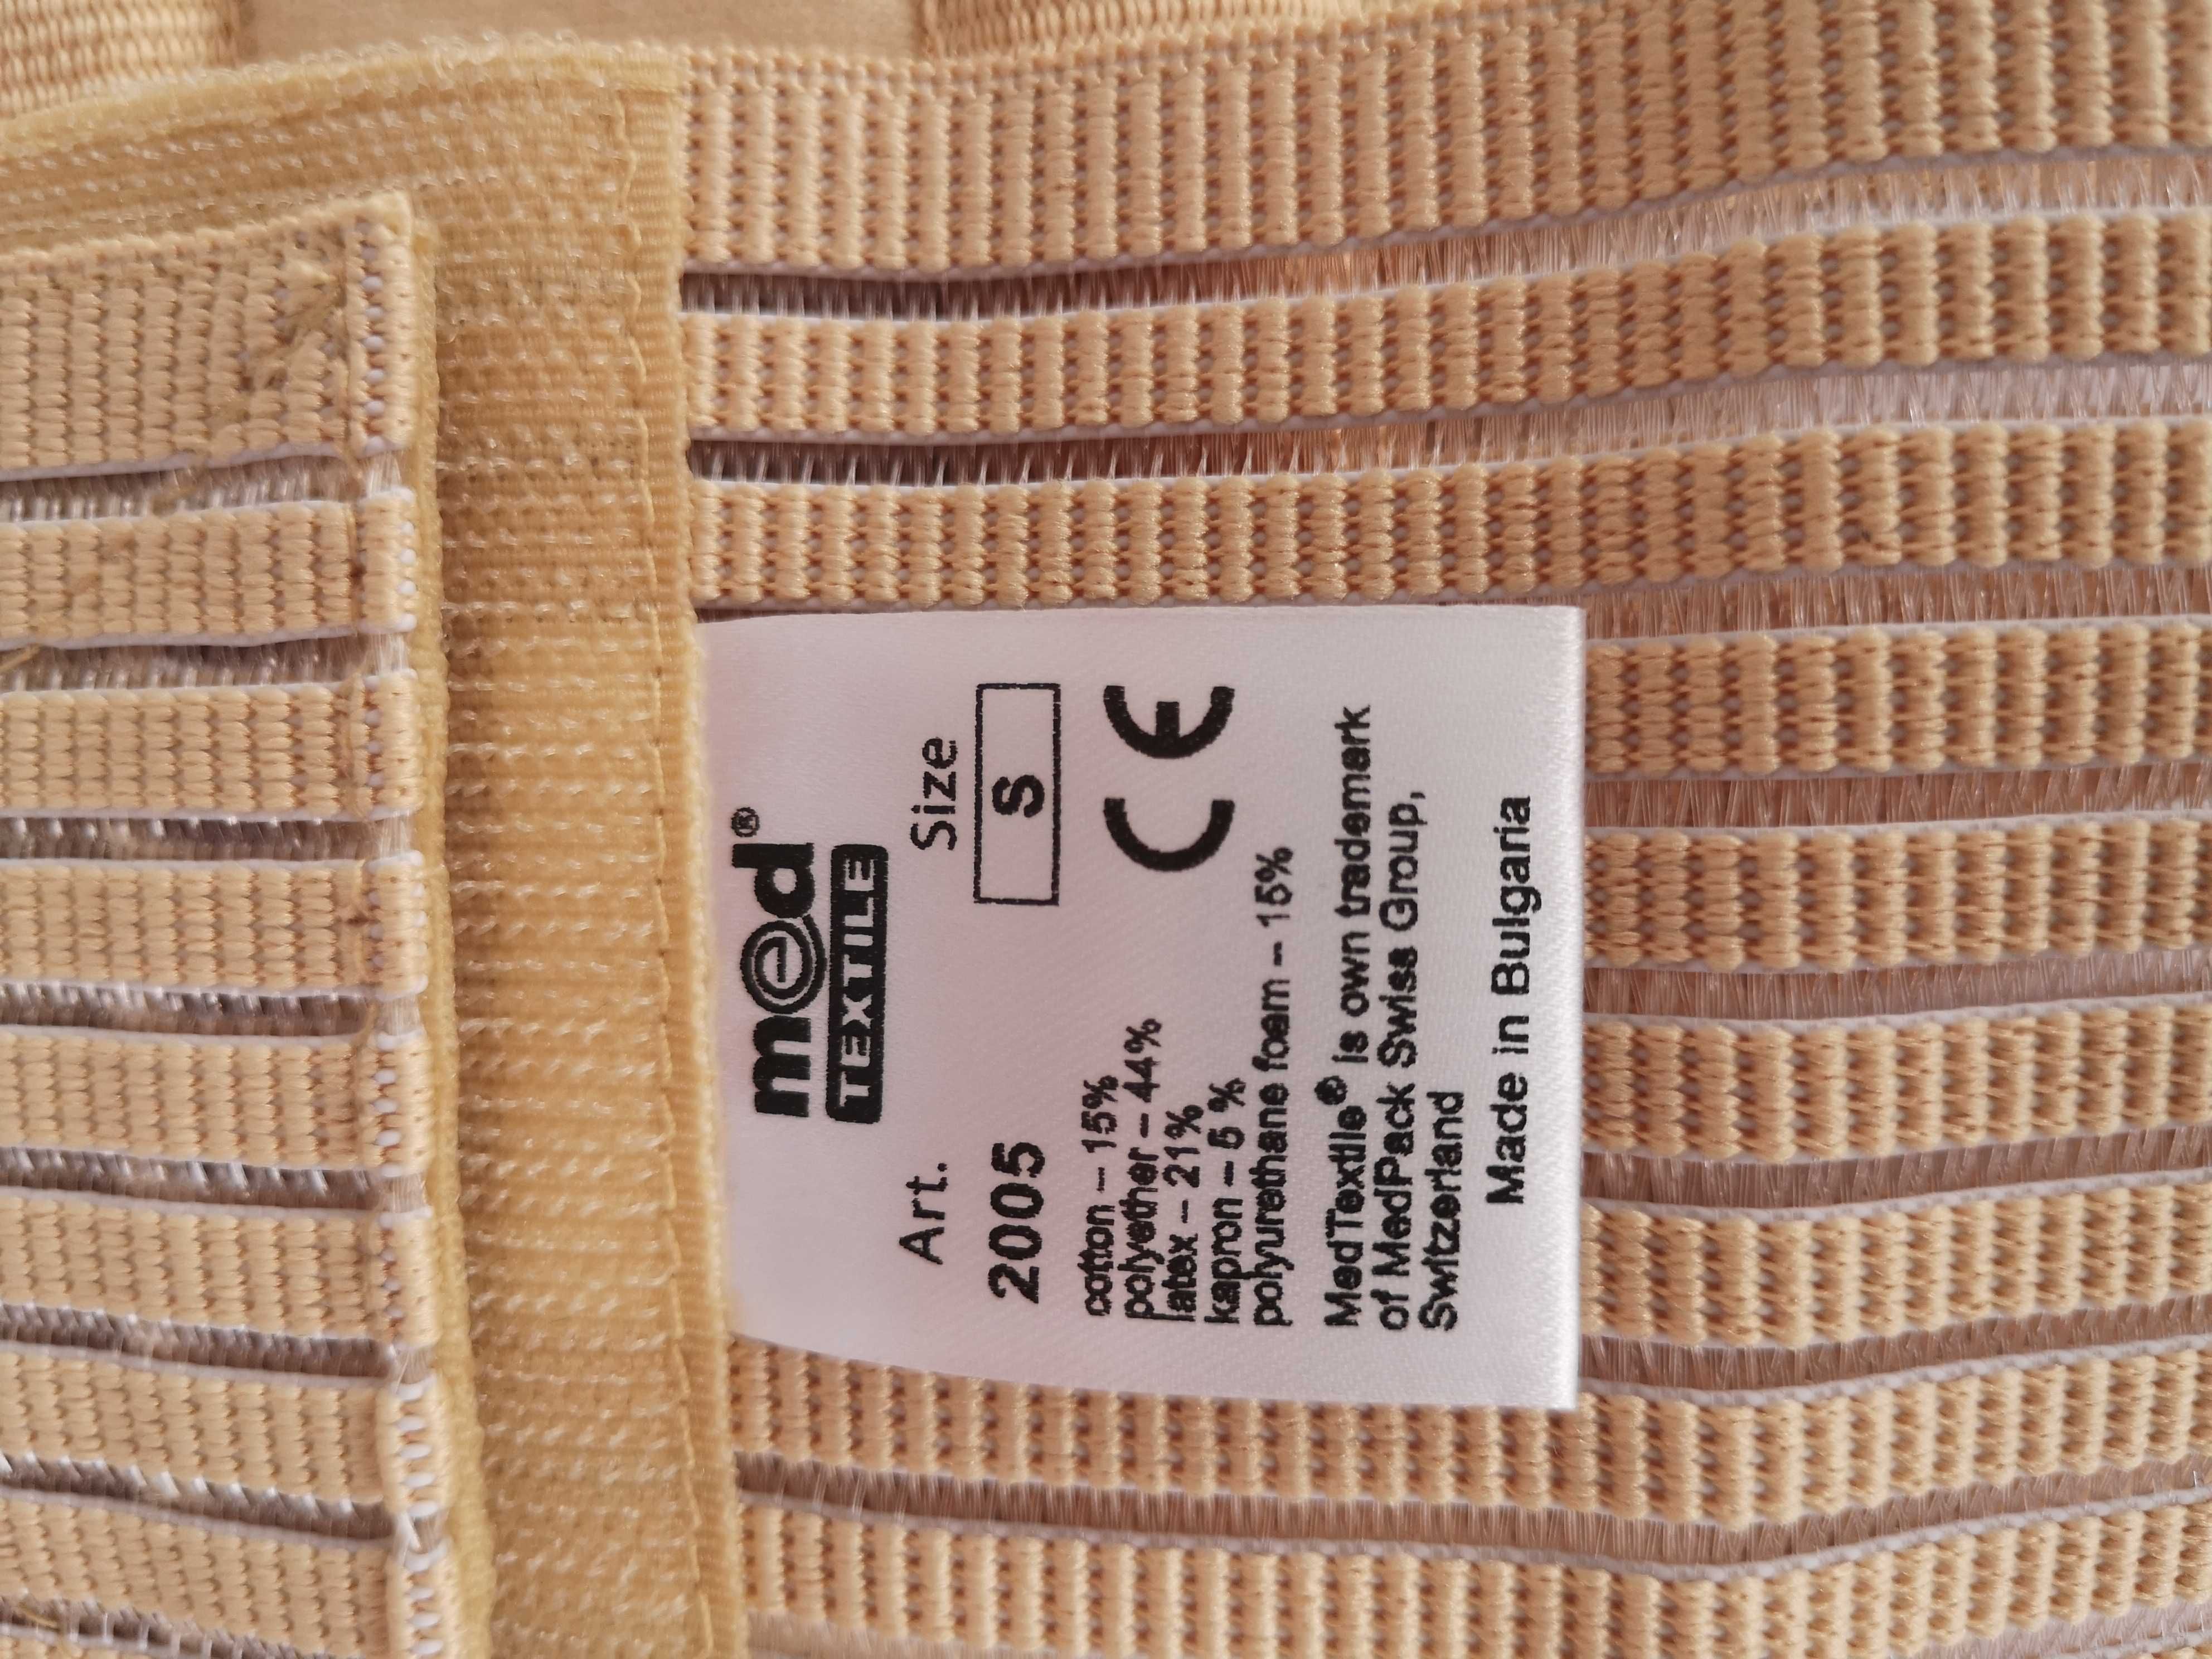 med®
TEXTILE
Art. Size
2005 S
CE
cotton – 15%
polyether – 44%
latex – 21%
kapron – 5 %
polyurethane foam – 15%
MedTextile® is own trademark
of MedPack Swiss Group,
Switzerland
Made in Bulgaria